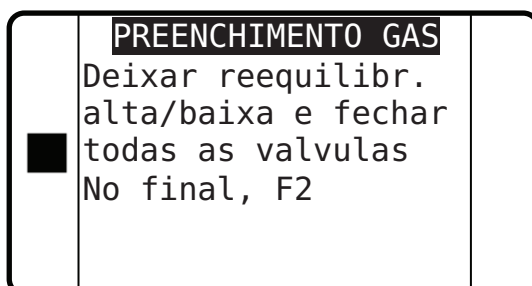 PREENCHIMENTO GAS
Deixar reequilibr.
alta/baixa e fechar
todas as valvulas
No final, F2